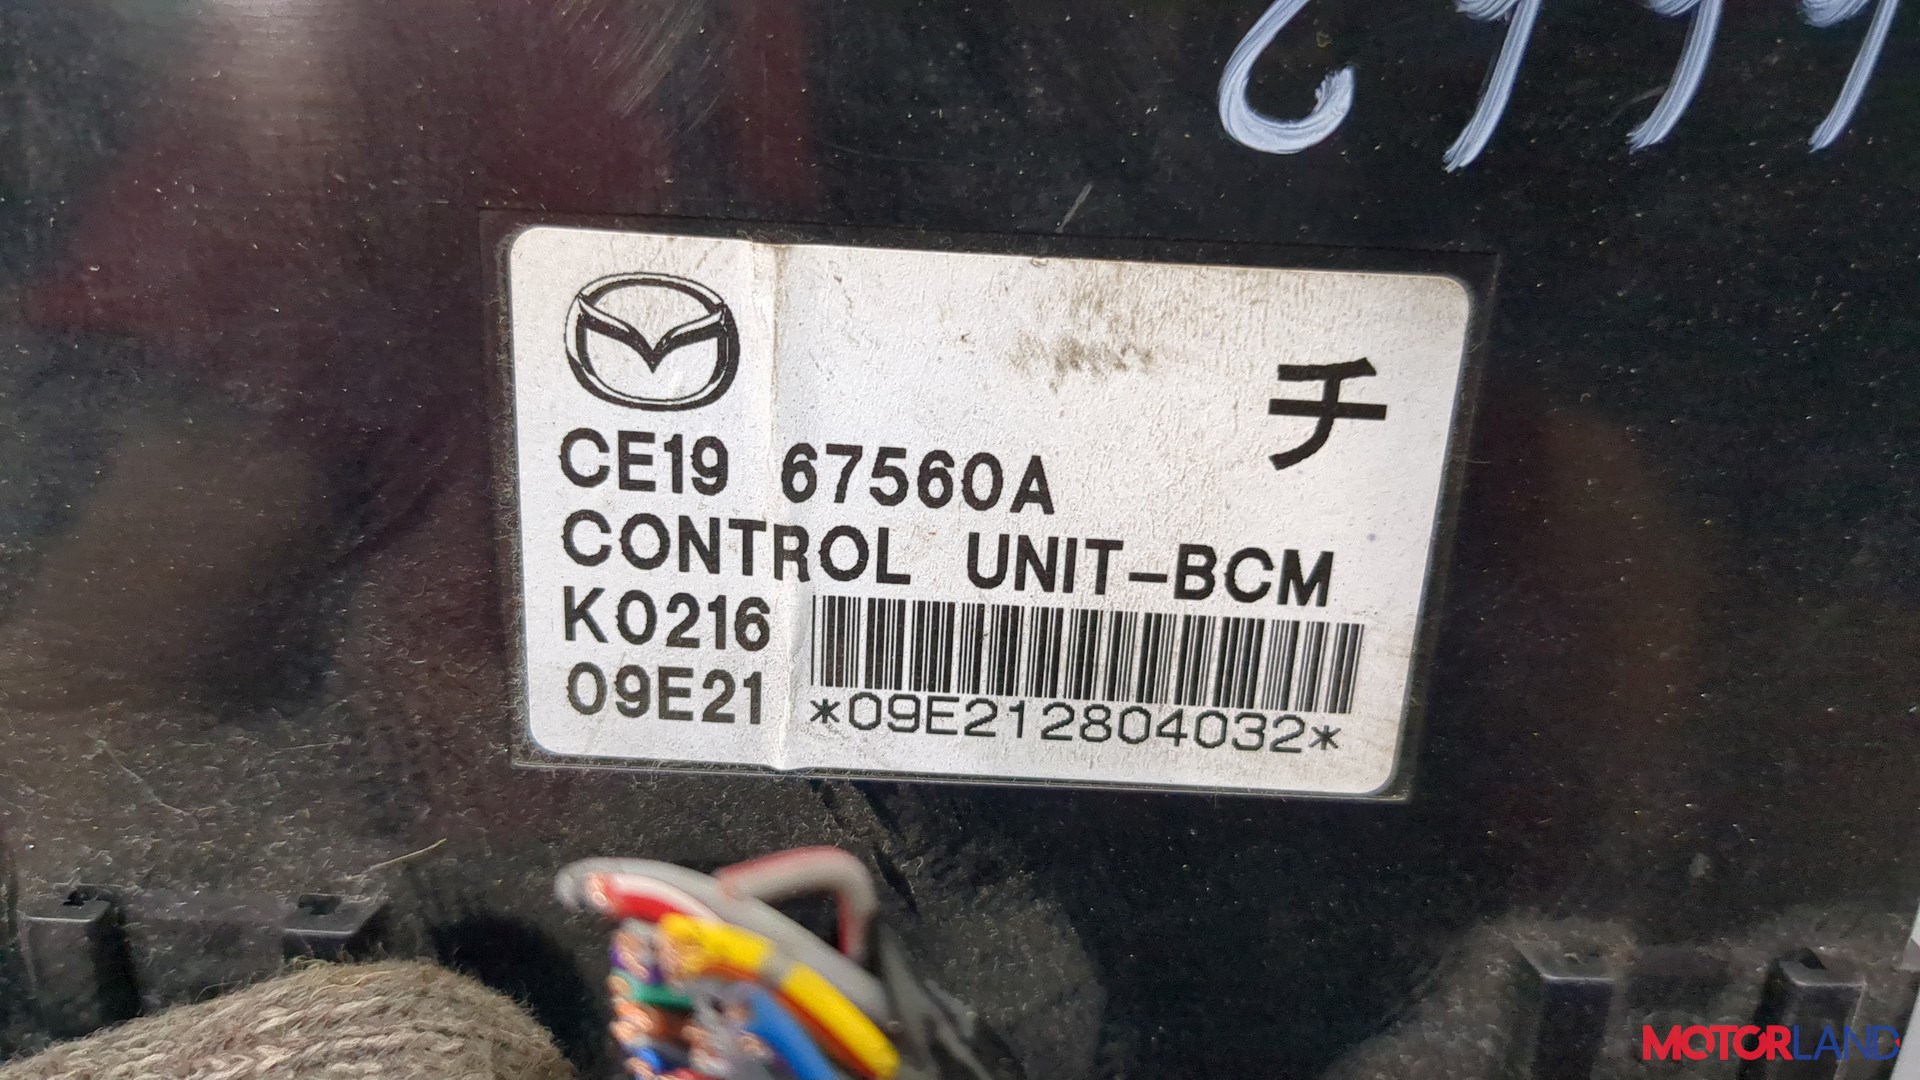 チ
CE19 67560A
CONTROL UNIT-BCM
K0216
09E21
*09E212804032*
MOTORLAND